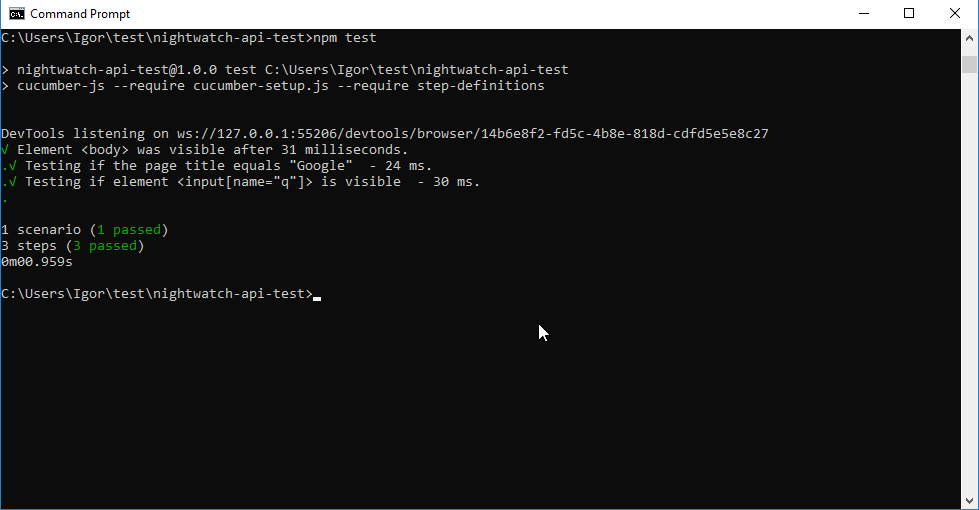 Command Prompt
C:\Users\Igor\test\nightwatch-api-test>npm test
> nightwatch-api-test@1.0.0 test C:\Users\Igor\test\nightwatch-api-test
> cucumber-js --require cucumber-setup.js --require step-definitions
DevTools listening on ws://127.0.0.1:55206/devtools/browser/14b6e8f2-fd5c-4b8e-818d-cdfd5e5e8c27
√ Element <body> was visible after 31 milliseconds.
.√ Testing if the page title equals "Google"  - 24 ms.
.√ Testing if element <input[name="q"]> is visible  - 30 ms.
.
1 scenario (1 passed)
3 steps (3 passed)
0m00.959s
C:\Users\Igor\test\nightwatch-api-test>